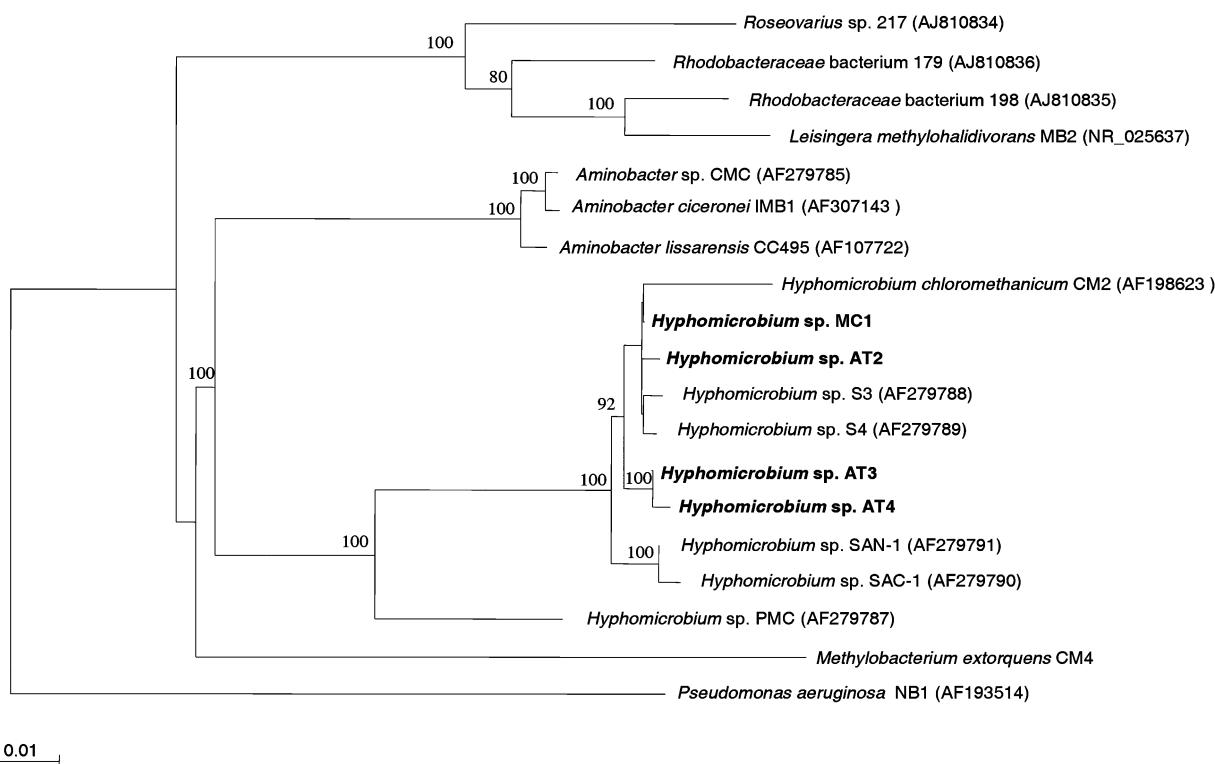 Roseovarius sp. 217 (AJ810834)
100
Rhodobacteraceae bacterium 179 (AJ810836)
80
Rhodobacteraceae bacterium 198 (AJ810835)
100
Leisingera methylohalidivorans MB2 (NR_025637)
100
Aminobacter sp. CMC (AF279785)
100
Aminobacter ciceronei IMB1 (AF307143 )
Aminobacter lissarensis CC495 (AF107722)
Hyphomicrobium chloromethanicum CM2 (AF198623 )
Hyphomicrobium sp. MC1
Hyphomicrobium sp. AT2
100
Hyphomicrobium sp. S3 (AF279788)
92
Hyphomicrobium sp. S4 (AF279789)
Hyphomicrobium sp. AT3
100
100
Hyphomicrobium sp. AT4
100
Hyphomicrobium sp. SAN-1 (AF279791)
100
Hyphomicrobium sp. SAC-1 (AF279790)
Hyphomicrobium sp. PMC (AF279787)
Methylobacterium extorquens CM4
Pseudomonas aeruginosa NB1 (AF193514)
0.01